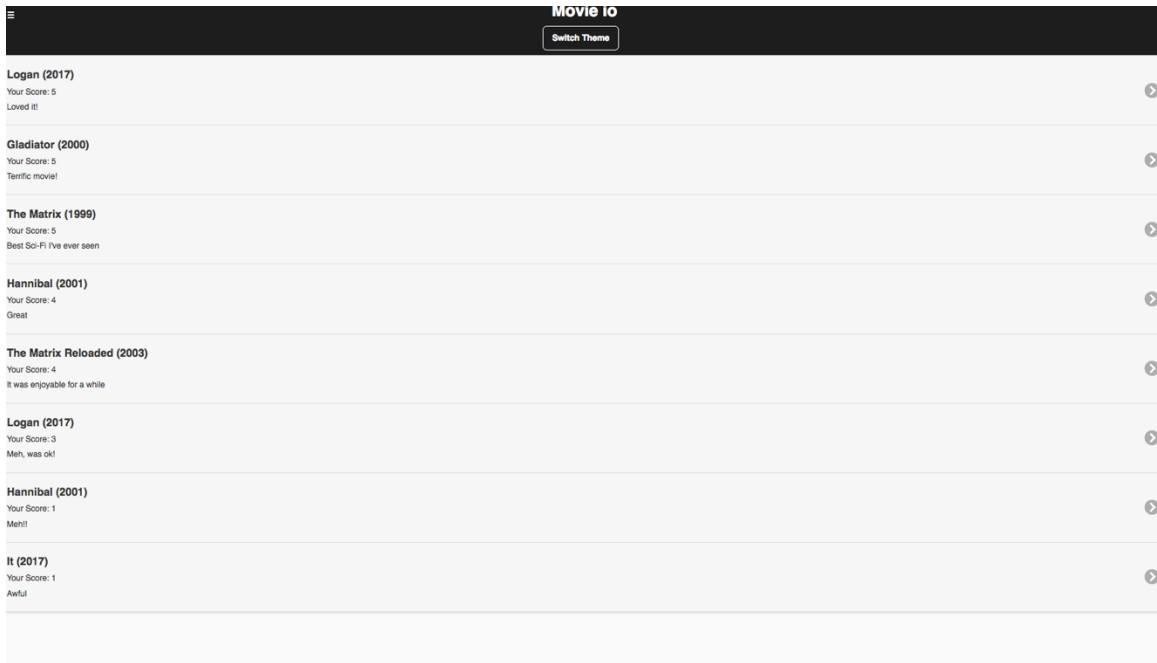 Movie Io
Switch Theme
Logan (2017)
Your Score: 5
Loved it!
Gladiator (2000)
Your Score: 5
Terrific movie!
The Matrix (1999)
Your Score: 5
Best Sci-Fi I've ever seen
Hannibal (2001)
Your Score: 4
Great
The Matrix Reloaded (2003)
Your Score: 4
It was enjoyable for a while
Logan (2017)
Your Score: 3
Meh, was ok!
Hannibal (2001)
Your Score: 1
Meh!!
It (2017)
Your Score: 1
Awful